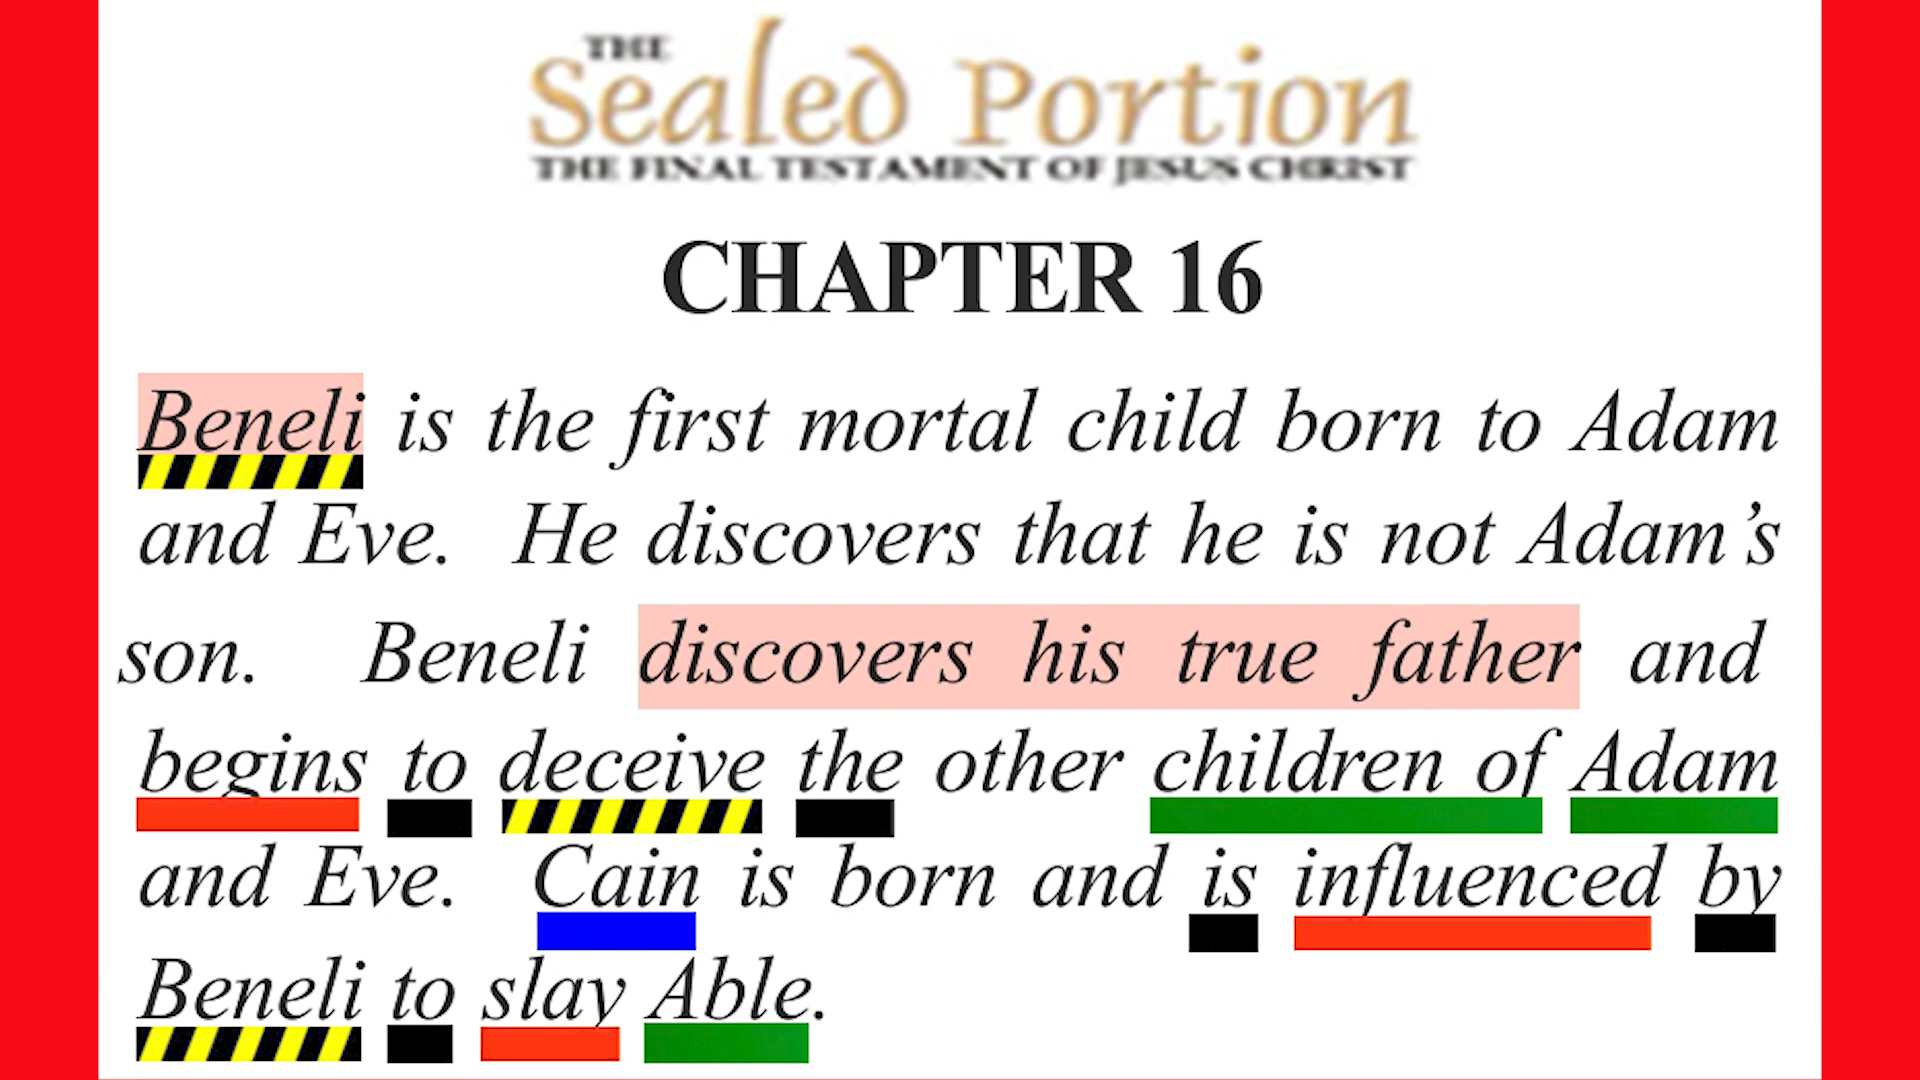 THE
Sealed Portion
THE FINAL TESTAMENT OF JESUS CHRIST
CHAPTER 16
Beneli is the first mortal child born to Adam
and Eve. He discovers that he is not Adam’s
son. Beneli discovers his true father and
begins to deceive the other children of Adam
and Eve. Cain is born and is influenced by
Beneli to slay Able.